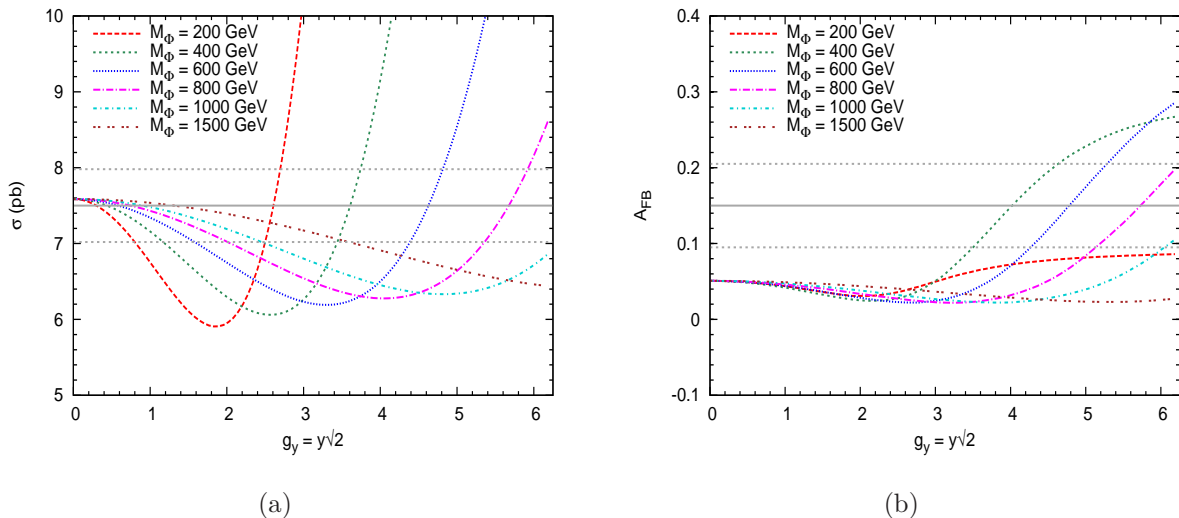 10
9
8
7
6
5
0 1 2 3 4 5 6
σ (pb)
g_y = y√2
M_Φ = 200 GeV
M_Φ = 400 GeV
M_Φ = 600 GeV
M_Φ = 800 GeV
M_Φ = 1000 GeV
M_Φ = 1500 GeV
(a)
0.4
0.3
0.2
0.1
0
-0.1
0 1 2 3 4 5 6
A_FB
g_y = y√2
M_Φ = 200 GeV
M_Φ = 400 GeV
M_Φ = 600 GeV
M_Φ = 800 GeV
M_Φ = 1000 GeV
M_Φ = 1500 GeV
(b)